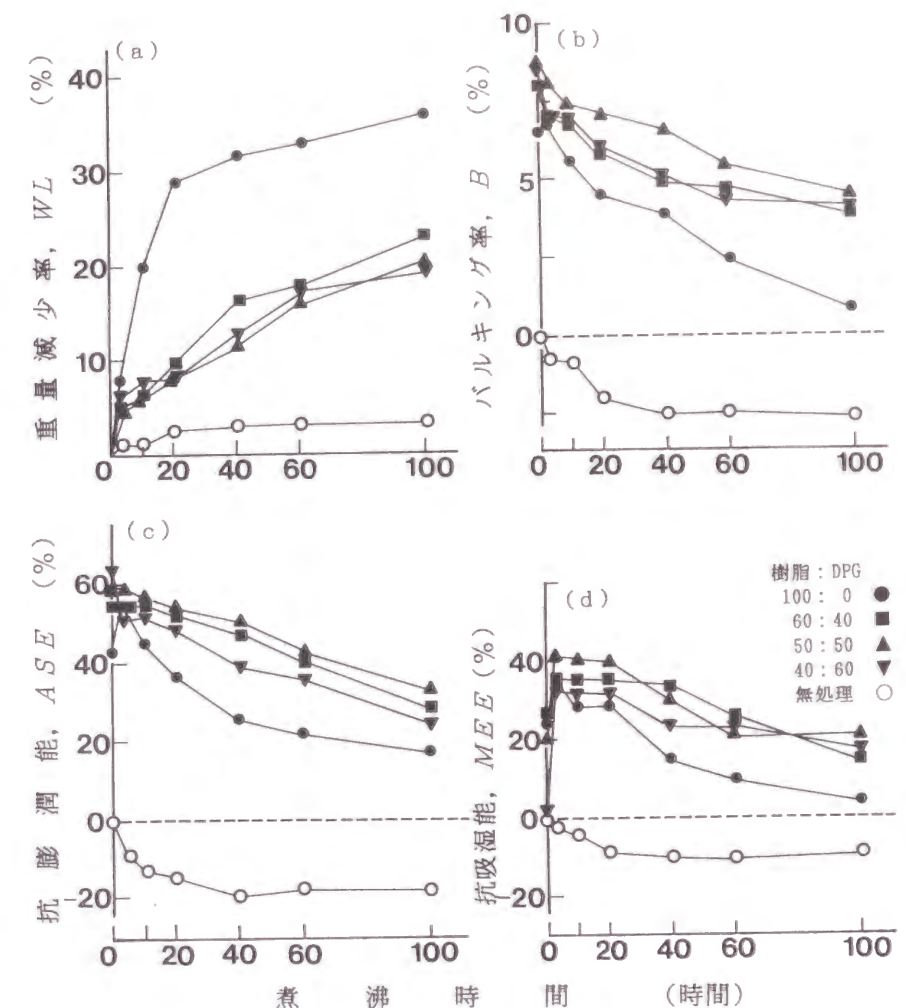 (a)
重量減少率, WL (%)
40
30
20
10
0 20 40 60 100
(b)
バルキング率, B (%)
10
5
0
0 20 40 60 100
(c)
抗膨潤能, ASE (%)
60
40
20
0
-20
0 20 40 60 100
(d)
抗吸湿能, MEE (%)
40
20
0
-20
0 20 40 60 100
樹脂:DPG
100: 0 ●
60:40 ■
50:50 ▲
40:60 ▼
無処理 ○
煮沸時間 (時間)